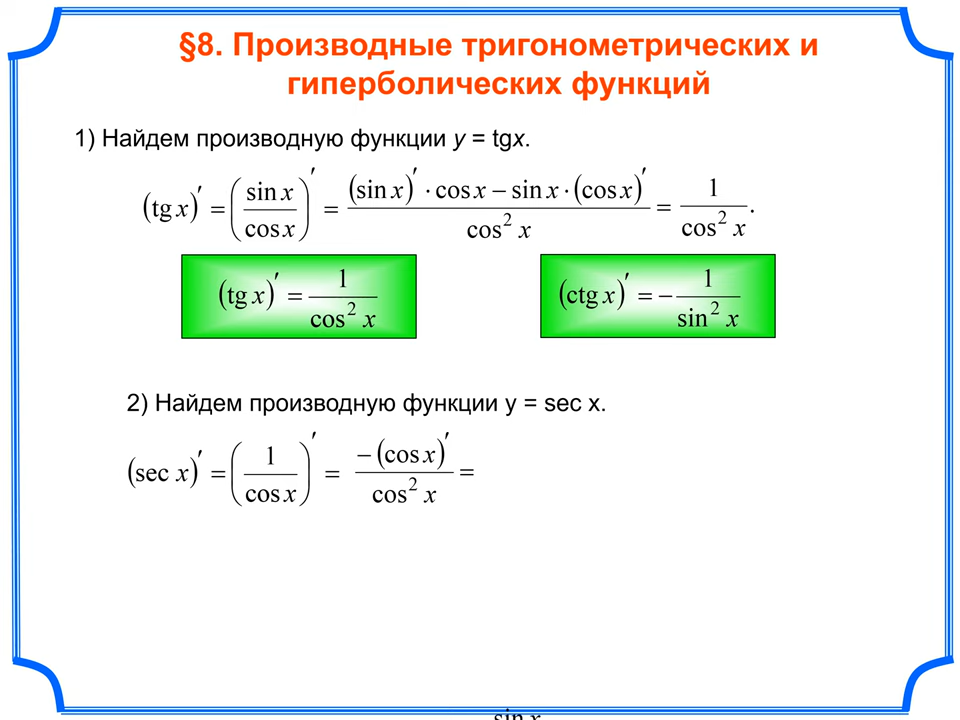 §8. Производные тригонометрических и
гиперболических функций
1) Найдем производную функции y = tgx.
(tg x)′ = (sin x / cos x)′ = ((sin x)′ · cos x − sin x · (cos x)′) / cos² x = 1 / cos² x.
(tg x)′ = 1 / cos² x
(ctg x)′ = − 1 / sin² x
2) Найдем производную функции y = sec x.
(sec x)′ = (1 / cos x)′ = − (cos x)′ / cos² x =
sin x